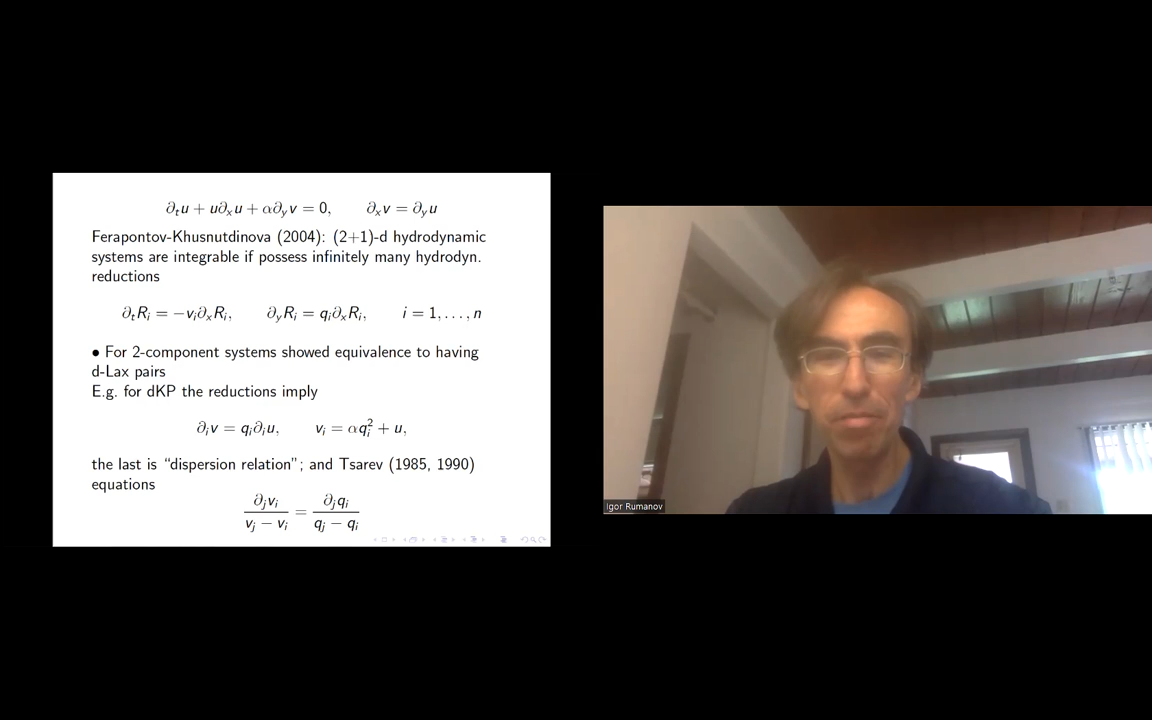 ∂ₜu + u∂ₓu + α∂ᵧv = 0, ∂ₓv = ∂ᵧu
Ferapontov-Khusnutdinova (2004): (2+1)-d hydrodynamic
systems are integrable if possess infinitely many hydrodyn.
reductions
∂ₜRᵢ = −vᵢ∂ₓRᵢ, ∂ᵧRᵢ = qᵢ∂ₓRᵢ, i = 1, . . . , n
• For 2-component systems showed equivalence to having
d-Lax pairs
E.g. for dKP the reductions imply
∂ᵢv = qᵢ∂ᵢu, vᵢ = αqᵢ² + u,
the last is “dispersion relation”; and Tsarev (1985, 1990)
equations
∂ⱼvᵢ / (vⱼ − vᵢ) = ∂ⱼqᵢ / (qⱼ − qᵢ)
Igor Rumanov